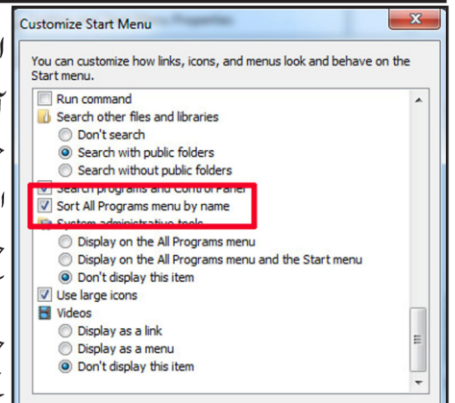 Customize Start Menu
You can customize how links, icons, and menus look and behave on the
Start menu.
Run command
Search other files and libraries
Don't search
Search with public folders
Search without public folders
Search programs and Control Panel
Sort All Programs menu by name
System administrative tools
Display on the All Programs menu
Display on the All Programs menu and the Start menu
Don't display this item
Use large icons
Videos
Display as a link
Display as a menu
Don't display this item